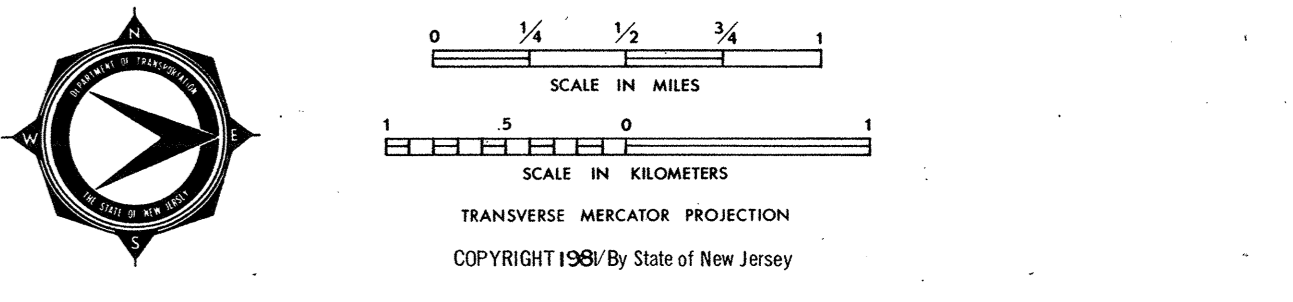 N
DEPARTMENT OF TRANSPORTATION
W
E
THE STATE OF NEW JERSEY
S
0 1/4 1/2 3/4 1
SCALE IN MILES
1 .5 0 1
SCALE IN KILOMETERS
TRANSVERSE MERCATOR PROJECTION
COPYRIGHT 1981/By State of New Jersey